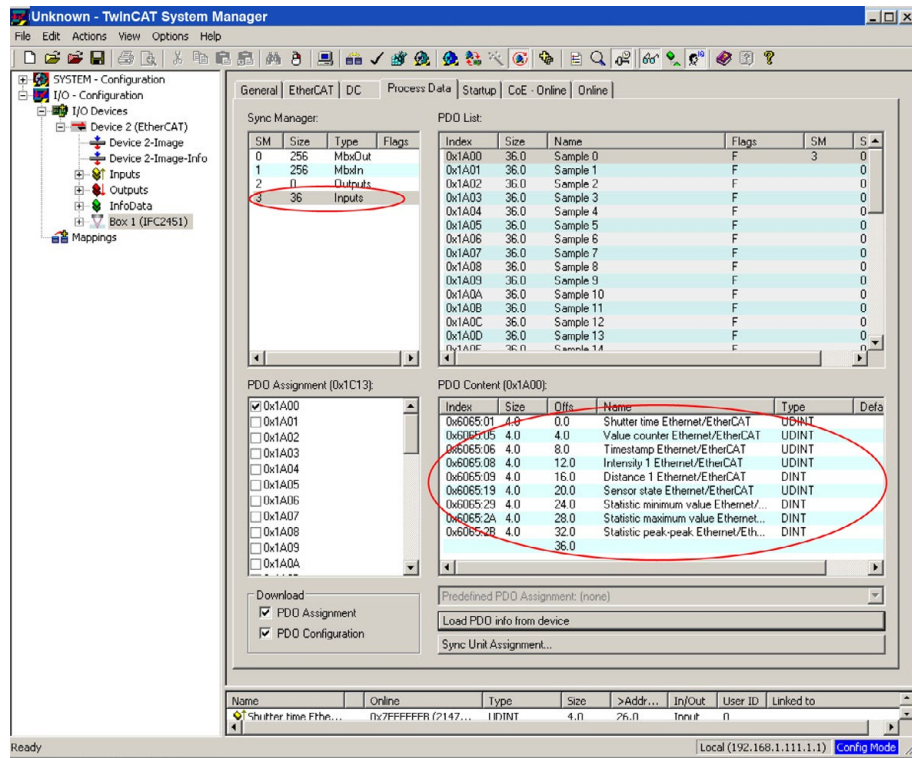 Unknown - TwinCAT System Manager
File Edit Actions View Options Help
SYSTEM - Configuration
I/O - Configuration
I/O Devices
Device 2 (EtherCAT)
Device 2-Image
Device 2-Image-Info
Inputs
Outputs
InfoData
Box 1 (IFC2451)
Mappings
General EtherCAT DC Process Data Startup CoE - Online Online
Sync Manager:
SM Size Type Flags
0 256 MbxOut
1 256 MbxIn
2 0 Outputs
3 36 Inputs
PDO List:
Index Size Name Flags SM S
0x1A00 36.0 Sample 0 F 3 0
0x1A01 36.0 Sample 1 F 0
0x1A02 36.0 Sample 2 F 0
0x1A03 36.0 Sample 3 F 0
0x1A04 36.0 Sample 4 F 0
0x1A05 36.0 Sample 5 F 0
0x1A06 36.0 Sample 6 F 0
0x1A07 36.0 Sample 7 F 0
0x1A08 36.0 Sample 8 F 0
0x1A09 36.0 Sample 9 F 0
0x1A0A 36.0 Sample 10 F 0
0x1A0B 36.0 Sample 11 F 0
0x1A0C 36.0 Sample 12 F 0
0x1A0D 36.0 Sample 13 F 0
0x1A0E 36.0 Sample 14 F 0
PDO Assignment (0x1C13):
0x1A00
0x1A01
0x1A02
0x1A03
0x1A04
0x1A05
0x1A06
0x1A07
0x1A08
0x1A09
0x1A0A
PDO Content (0x1A00):
Index Size Offs Name Type Defa
0x6065:01 4.0 0.0 Shutter time Ethernet/EtherCAT UDINT
0x6065:05 4.0 4.0 Value counter Ethernet/EtherCAT UDINT
0x6065:06 4.0 8.0 Timestamp Ethernet/EtherCAT UDINT
0x6065:08 4.0 12.0 Intensity 1 Ethernet/EtherCAT UDINT
0x6065:09 4.0 16.0 Distance 1 Ethernet/EtherCAT DINT
0x6065:19 4.0 20.0 Sensor state Ethernet/EtherCAT UDINT
0x6065:29 4.0 24.0 Statistic minimum value Ethernet/... DINT
0x6065:2A 4.0 28.0 Statistic maximum value Ethernet... DINT
0x6065:2B 4.0 32.0 Statistic peak-peak Ethernet/Eth... DINT
36.0
Download
PDO Assignment
PDO Configuration
Predefined PDO Assignment: (none)
Load PDO info from device
Sync Unit Assignment...
Name Online Type Size >Addr... In/Out User ID Linked to
Shutter time Ethe... 0x7FFFFFFB (2147... UDINT 4.0 26.0 Input 0
Ready
Local (192.168.1.111.1.1) Config Mode